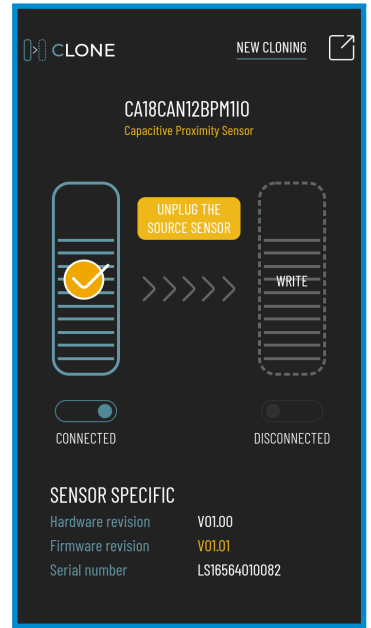 CLONE
NEW CLONING
CA18CAN12BPM1IO
Capacitive Proximity Sensor
UNPLUG THE
SOURCE SENSOR
WRITE
CONNECTED
DISCONNECTED
SENSOR SPECIFIC
Hardware revision V01.00
Firmware revision V01.01
Serial number LS16564010082